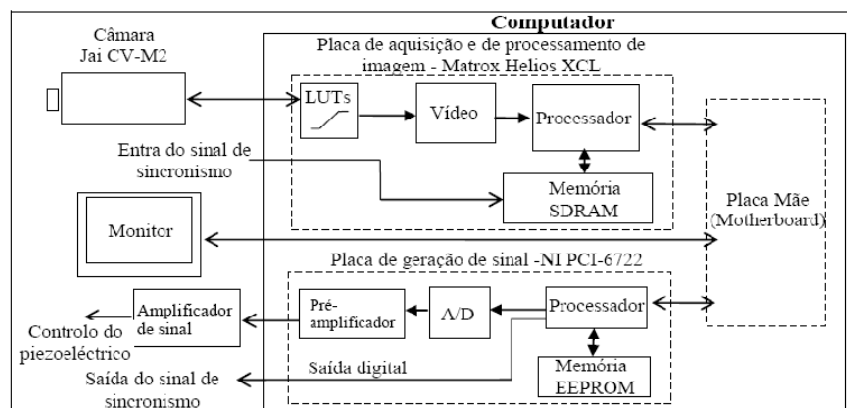 Computador
Câmara
Jai CV-M2
Placa de aquisição e de processamento de
imagem - Matrox Helios XCL
LUTs
Vídeo
Processador
Entra do sinal de
sincronismo
Memória
SDRAM
Placa Mãe
(Motherboard)
Monitor
Placa de geração de sinal -NI PCI-6722
Amplificador
de sinal
Pré-
amplificador
A/D
Processador
Controlo do
piezoeléctrico
Saída digital
Memória
EEPROM
Saída do sinal de
sincronismo